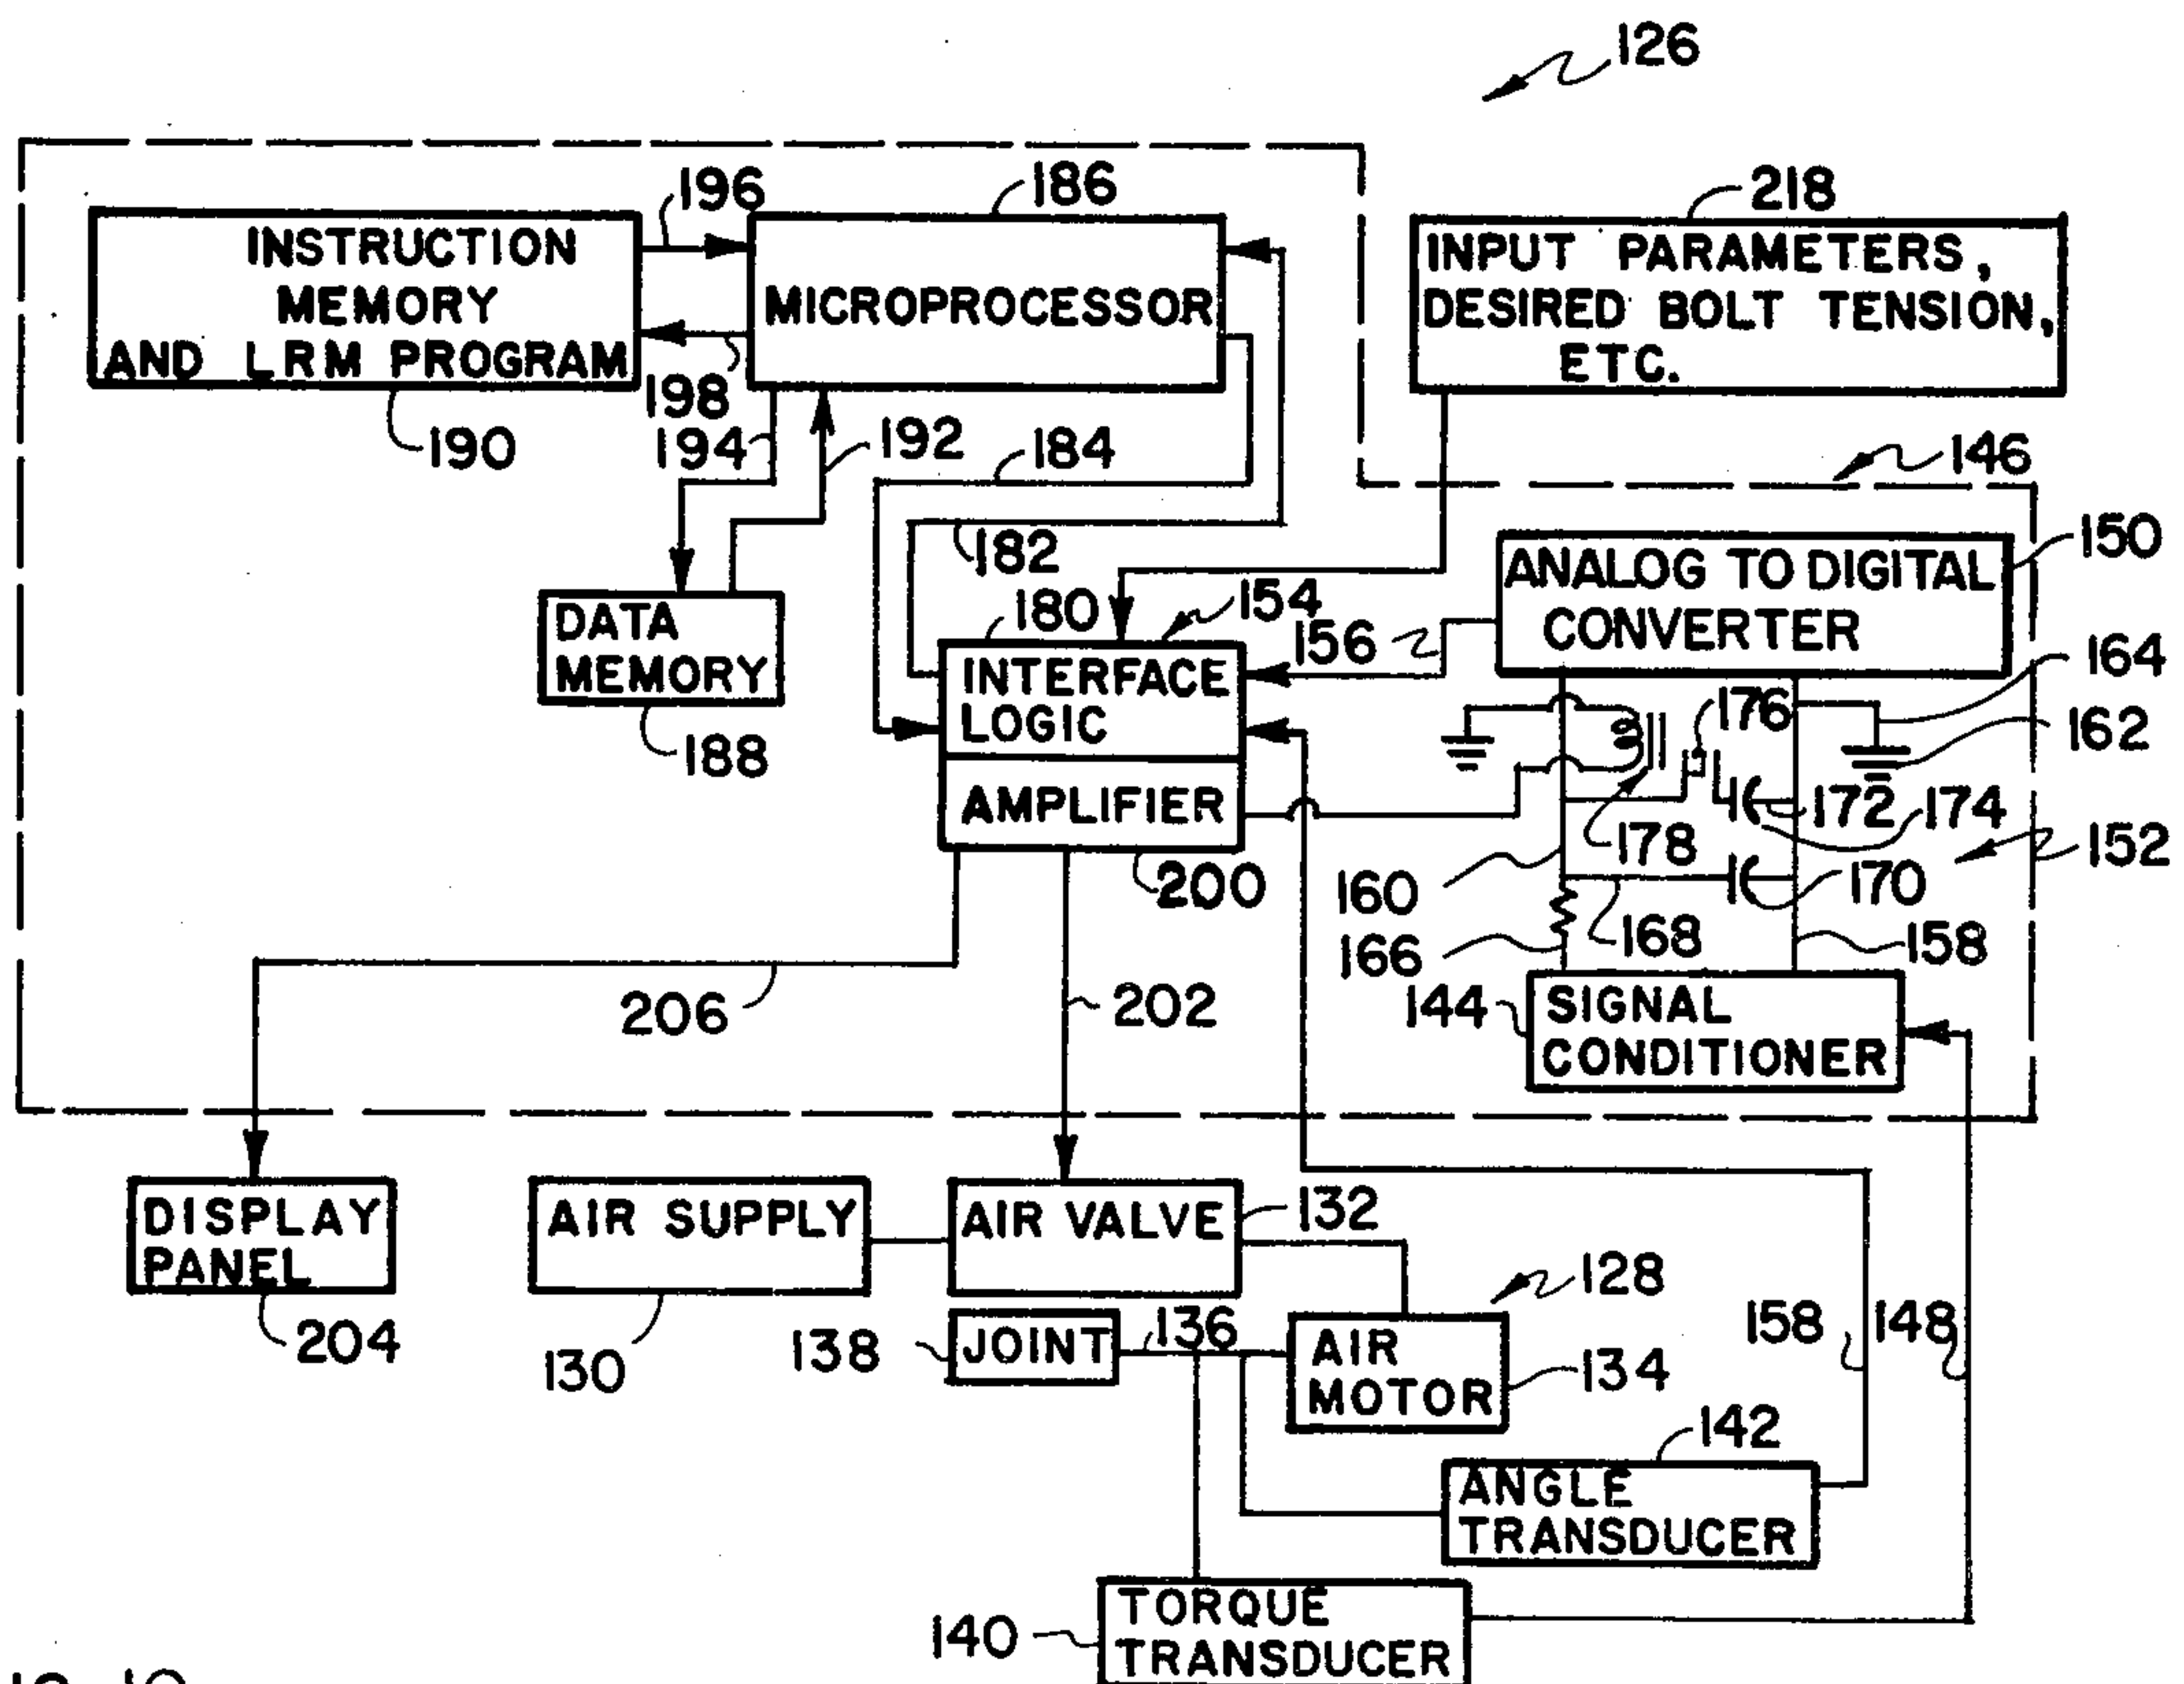 126
196
186
218
INSTRUCTION
MEMORY
AND LRM PROGRAM
MICROPROCESSOR
INPUT PARAMETERS,
DESIRED BOLT TENSION,
ETC.
198
190
194
192
184
146
182
150
ANALOG TO DIGITAL
CONVERTER
DATA
MEMORY
188
180
154
156
INTERFACE
LOGIC
AMPLIFIER
200
164
176
162
172
174
178
152
160
170
168
166
158
206
202
144
SIGNAL
CONDITIONER
DISPLAY
PANEL
204
AIR SUPPLY
130
AIR VALVE
132
128
138
JOINT
136
AIR
MOTOR
134
158
148
142
ANGLE
TRANSDUCER
140
TORQUE
TRANSDUCER